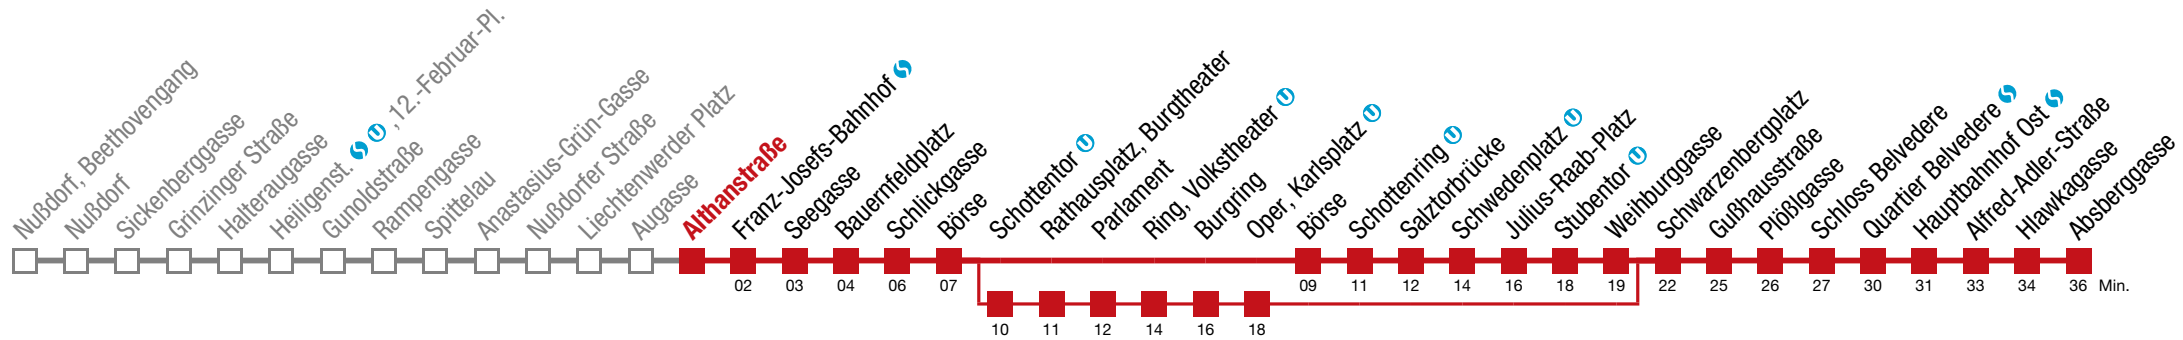 Nußdorf, Beethovengang
Nußdorf
Sickenberggasse
Grinzinger Straße
Halteraugasse
Heiligenst. S U , 12.-Februar-Pl.
Gunoldstraße
Rampengasse
Spittelau
Anastasius-Grün-Gasse
Nußdorfer Straße
Liechtenwerder Platz
Augasse
Althanstraße
Franz-Josefs-Bahnhof S
Seegasse
Bauernfeldplatz
Schlickgasse
Börse
Schottentor U
Rathausplatz, Burgtheater
Parlament
Ring, Volkstheater U
Burgring
Oper, Karlsplatz U
Börse
Schottenring U
Salztorbrücke
Schwedenplatz U
Julius-Raab-Platz
Stubentor U
Weihburggasse
Schwarzenbergplatz
Gußhausstraße
Plößlgasse
Schloss Belvedere
Quartier Belvedere S
Hauptbahnhof Ost S
Alfred-Adler-Straße
Hlawkagasse
Absberggasse
02 03 04 06 07 09 11 12 14 16 18 19 22 25 26 27 30 31 33 34 36 Min.
10 11 12 14 16 18